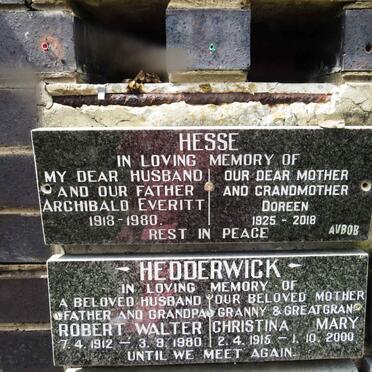 HESSE
IN LOVING MEMORY OF
MY DEAR HUSBAND OUR DEAR MOTHER
AND OUR FATHER AND GRANDMOTHER
ARCHIBALD EVERITT DOREEN
1918-1980. 1925 - 2018
REST IN PEACE
AVBOB
HEDDERWICK
IN LOVING MEMORY OF
A BELOVED HUSBAND YOUR BELOVED MOTHER
FATHER AND GRANDPA GRANNY & GREATGRAN
ROBERT WALTER CHRISTINA MARY
7.4.1912 - 3.9.1980 2.4.1915 - 1.10.2000
UNTIL WE MEET AGAIN.